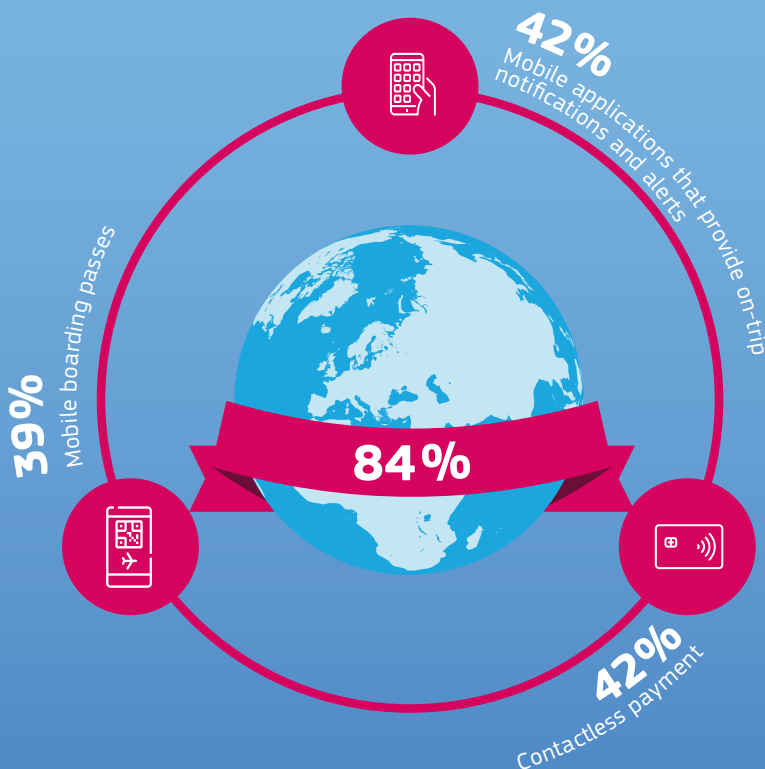 42%
Mobile applications that provide on-trip
notifications and alerts
39%
Mobile boarding passes
84%
42%
Contactless payment